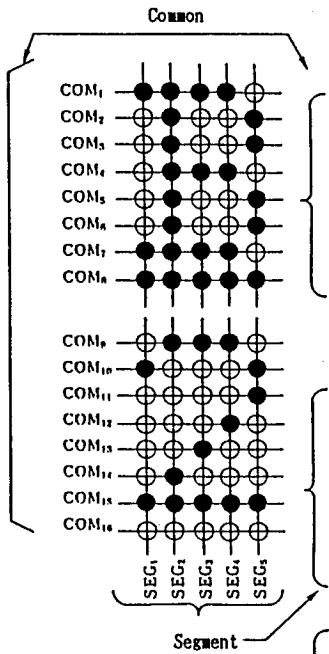 Common
COM₁
COM₂
COM₃
COM₄
COM₅
COM₆
COM₇
COM₈
COM₉
COM₁₀
COM₁₁
COM₁₂
COM₁₃
COM₁₄
COM₁₅
COM₁₆
SEG₁
SEG₂
SEG₃
SEG₄
SEG₅
Segment